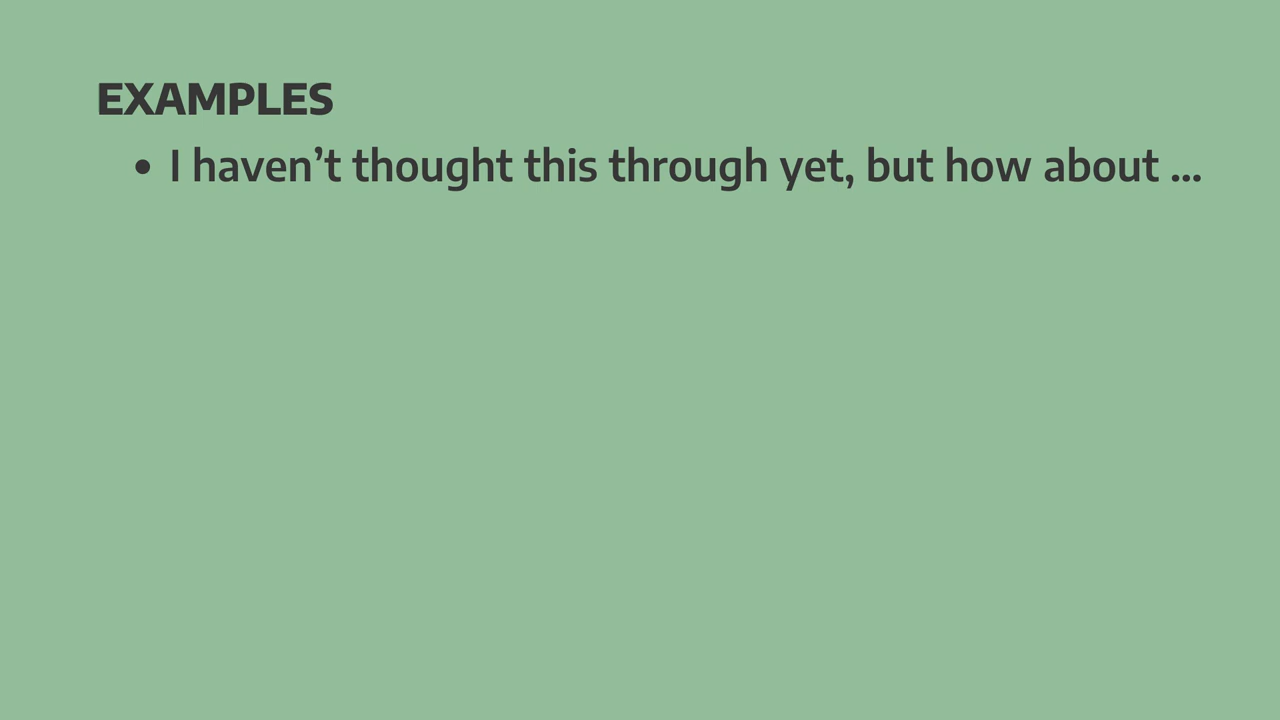 EXAMPLES
• I haven’t thought this through yet, but how about ...